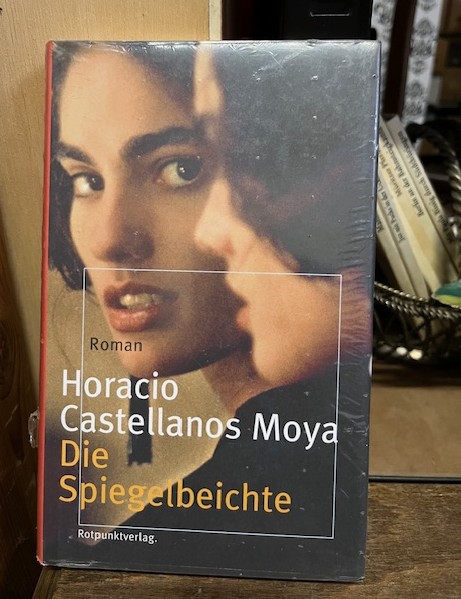 Roman
Horacio
Castellanos Moya
Die
Spiegelbeichte
Rotpunktverlag.